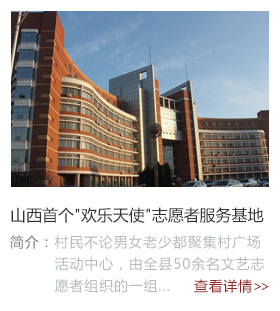 山西首个"欢乐天使"志愿者服务基地
简介：村民不论男女老少都聚集村广场
活动中心，由全县50余名文艺志
愿者组织的一组... 查看详情>>